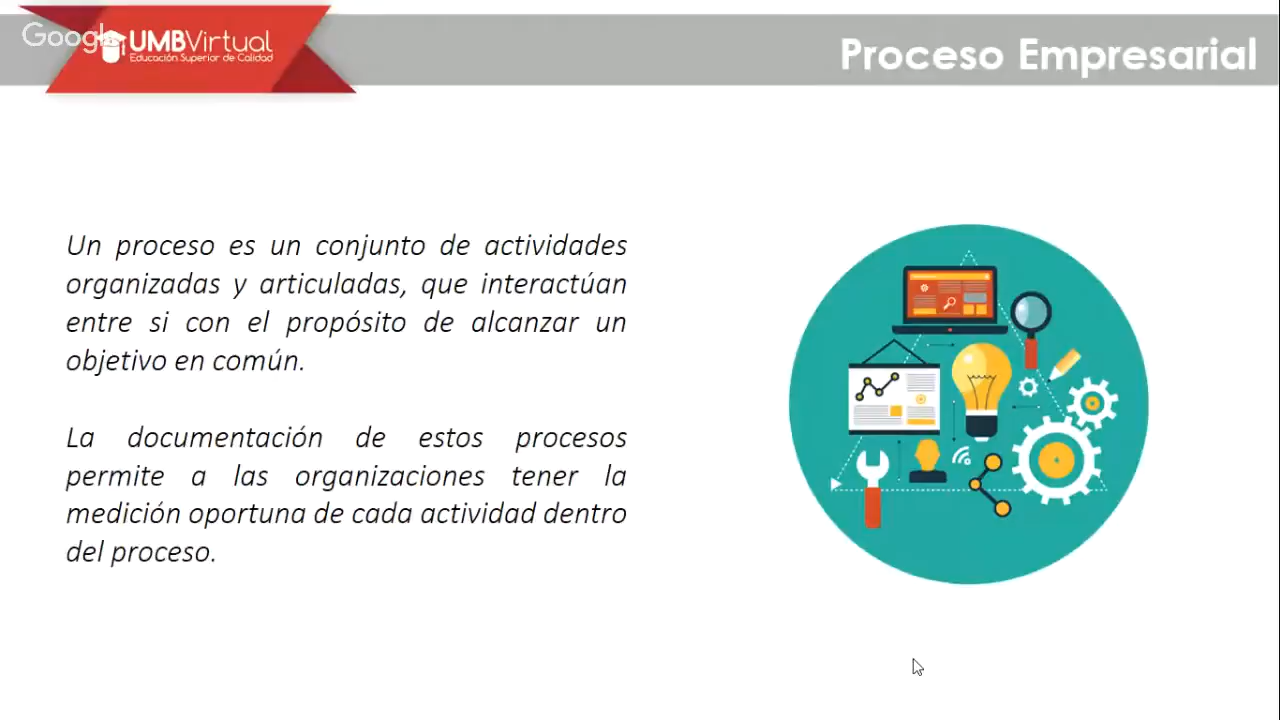 Google
UMBVirtual
Educación Superior de Calidad
Proceso Empresarial
Un proceso es un conjunto de actividades
organizadas y articuladas, que interactúan
entre si con el propósito de alcanzar un
objetivo en común.
La documentación de estos procesos
permite a las organizaciones tener la
medición oportuna de cada actividad dentro
del proceso.